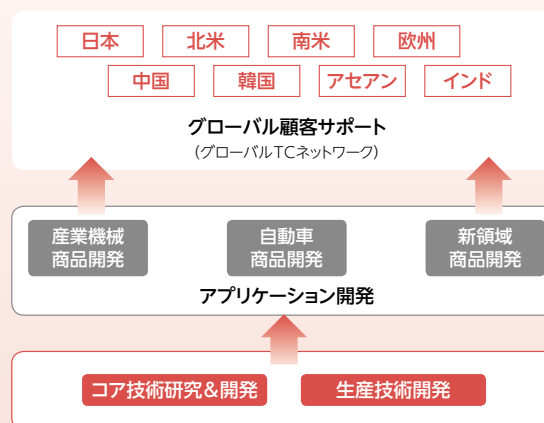 日本
北米
南米
欧州
中国
韓国
アセアン
インド
グローバル顧客サポート
(グローバルTCネットワーク)
産業機械
商品開発
自動車
商品開発
新領域
商品開発
アプリケーション開発
コア技術研究&開発
生産技術開発